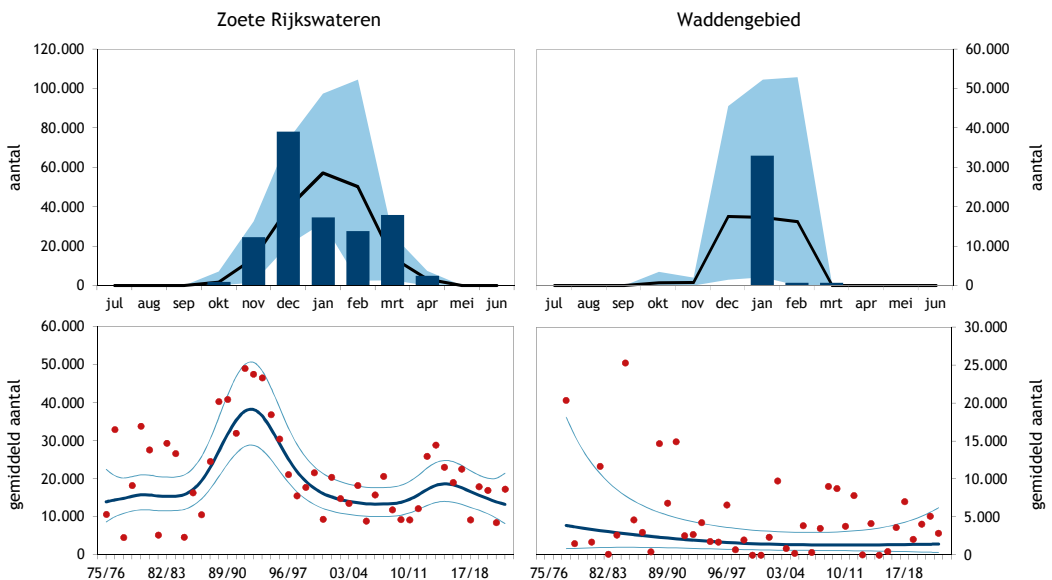 Zoete Rijkswateren
Waddengebied
120.000
100.000
80.000
60.000
40.000
20.000
0
aantal
jul aug sep okt nov dec jan feb mrt apr mei jun
60.000
50.000
40.000
30.000
20.000
10.000
0
aantal
jul aug sep okt nov dec jan feb mrt apr mei jun
60.000
50.000
40.000
30.000
20.000
10.000
0
gemiddeld aantal
75/76 82/83 89/90 96/97 03/04 10/11 17/18
30.000
25.000
20.000
15.000
10.000
5.000
0
gemiddeld aantal
75/76 82/83 89/90 96/97 03/04 10/11 17/18